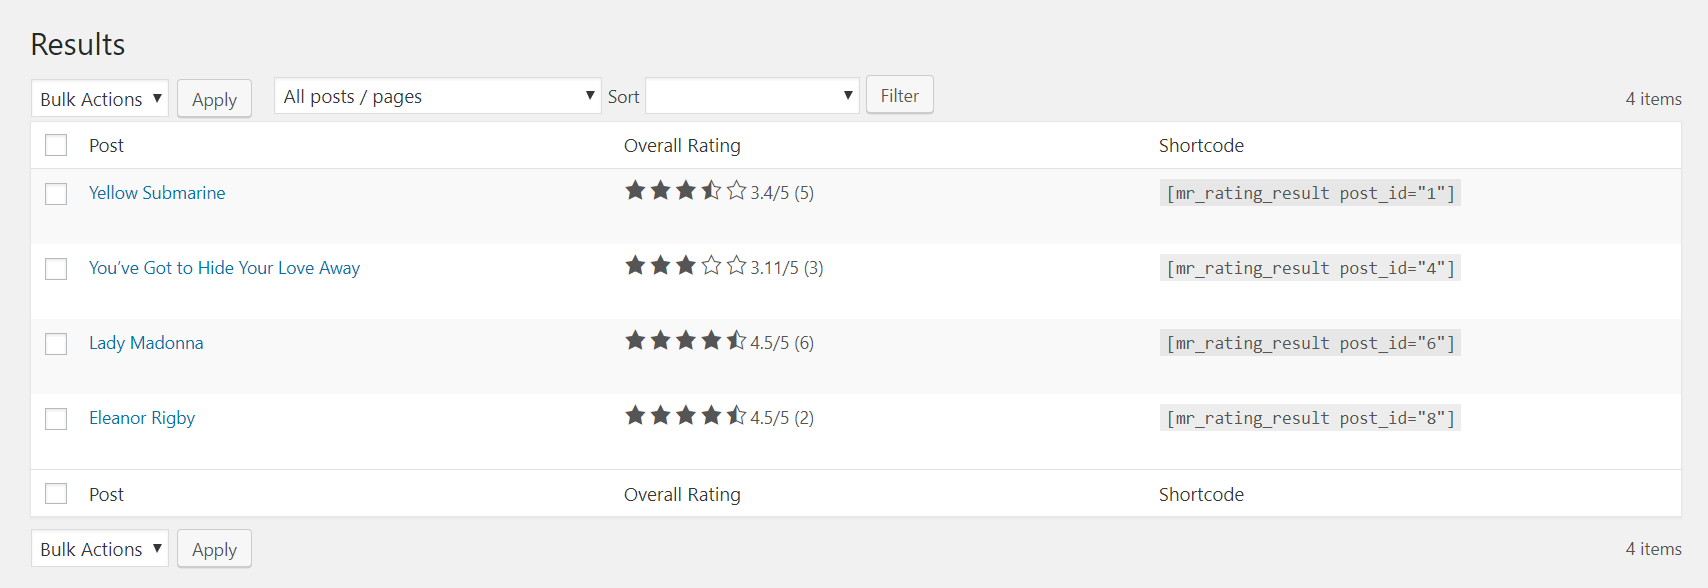 Results
Bulk Actions Apply All posts / pages Sort Filter 4 items
Post Overall Rating Shortcode
Yellow Submarine 3.4/5 (5) [mr_rating_result post_id="1"]
You’ve Got to Hide Your Love Away 3.11/5 (3) [mr_rating_result post_id="4"]
Lady Madonna 4.5/5 (6) [mr_rating_result post_id="6"]
Eleanor Rigby 4.5/5 (2) [mr_rating_result post_id="8"]
Post Overall Rating Shortcode
Bulk Actions Apply 4 items